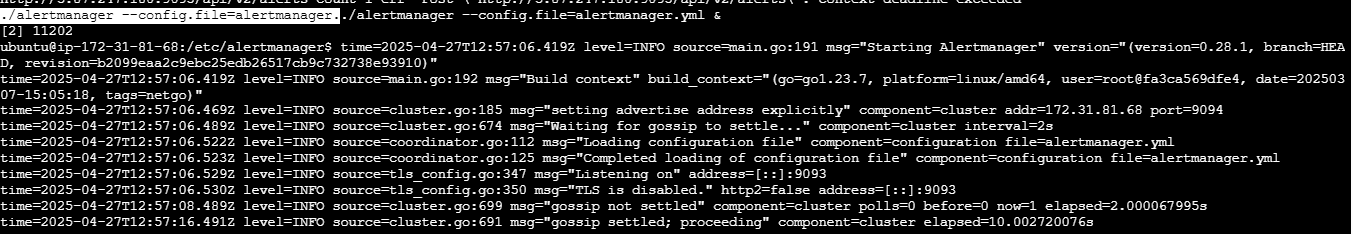 ./alertmanager --config.file=alertmanager../alertmanager --config.file=alertmanager.yml &
[2] 11202
ubuntu@ip-172-31-81-68:/etc/alertmanager$ time=2025-04-27T12:57:06.419Z level=INFO source=main.go:191 msg="Starting Alertmanager" version="(version=0.28.1, branch=HEA
D, revision=b2099eaa2c9ebc25edb26517cb9c732738e93910)"
time=2025-04-27T12:57:06.419Z level=INFO source=main.go:192 msg="Build context" build_context="(go=go1.23.7, platform=linux/amd64, user=root@fa3ca569dfe4, date=202503
07-15:05:18, tags=netgo)"
time=2025-04-27T12:57:06.469Z level=INFO source=cluster.go:185 msg="setting advertise address explicitly" component=cluster addr=172.31.81.68 port=9094
time=2025-04-27T12:57:06.489Z level=INFO source=cluster.go:674 msg="Waiting for gossip to settle..." component=cluster interval=2s
time=2025-04-27T12:57:06.522Z level=INFO source=coordinator.go:112 msg="Loading configuration file" component=configuration file=alertmanager.yml
time=2025-04-27T12:57:06.523Z level=INFO source=coordinator.go:125 msg="Completed loading of configuration file" component=configuration file=alertmanager.yml
time=2025-04-27T12:57:06.529Z level=INFO source=tls_config.go:347 msg="Listening on" address=[::]:9093
time=2025-04-27T12:57:06.530Z level=INFO source=tls_config.go:350 msg="TLS is disabled." http2=false address=[::]:9093
time=2025-04-27T12:57:08.489Z level=INFO source=cluster.go:699 msg="gossip not settled" component=cluster polls=0 before=0 now=1 elapsed=2.000067995s
time=2025-04-27T12:57:16.491Z level=INFO source=cluster.go:691 msg="gossip settled; proceeding" component=cluster elapsed=10.002720076s